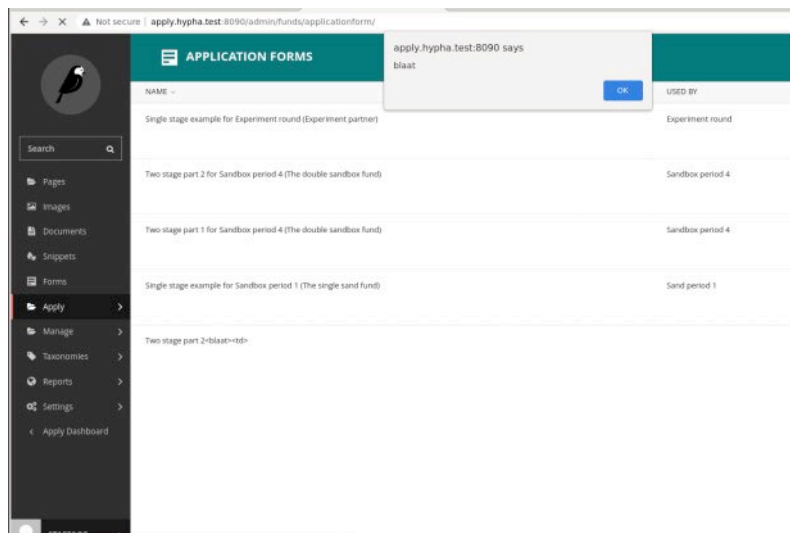 Not secure | apply.hypha.test:8090/admin/funds/applicationform/
APPLICATION FORMS
apply.hypha.test:8090 says
blaat
OK
NAME
USED BY
Single stage example for Experiment round (Experiment partner)
Experiment round
Search
Two stage part 2 for Sandbox period 4 (The double sandbox fund)
Sandbox period 4
Pages
Images
Documents
Two stage part 1 for Sandbox period 4 (The double sandbox fund)
Sandbox period 4
Snippets
Forms
Single stage example for Sandbox period 1 (The single sand fund)
Sand period 1
Apply
Manage
Two stage part 2<blaat><td>
Taxonomies
Reports
Settings
Apply Dashboard